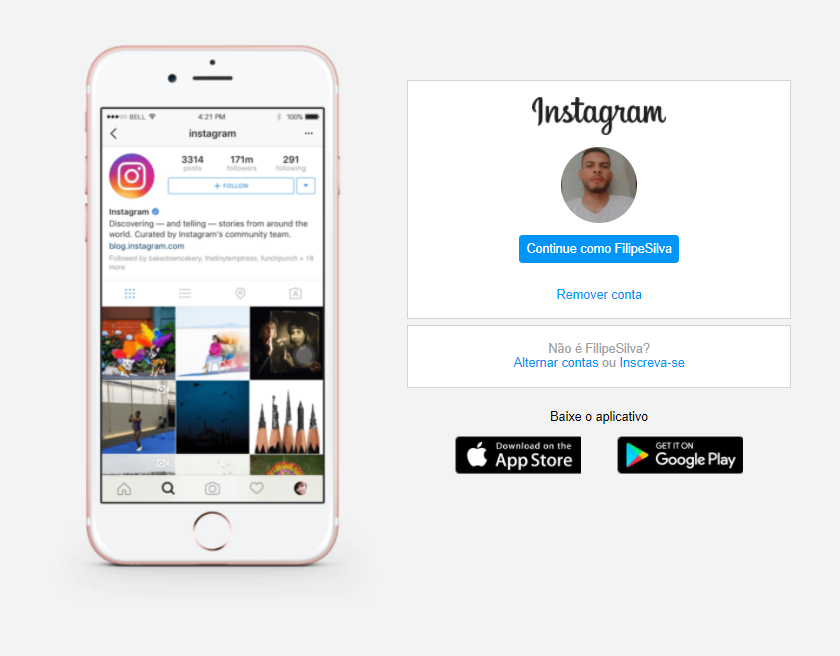 BELL 4:21 PM 100%
instagram
3314 171m 291
posts followers following
+ FOLLOW
Instagram
Discovering — and telling — stories from around the
world. Curated by Instagram's community team.
blog.instagram.com
Followed by bakedowncakery, thetinytemptress, funchpunch + 18
more
Instagram
Continue como FilipeSilva
Remover conta
Não é FilipeSilva?
Alternar contas ou Inscreva-se
Baixe o aplicativo
Download on the
App Store
GET IT ON
Google Play